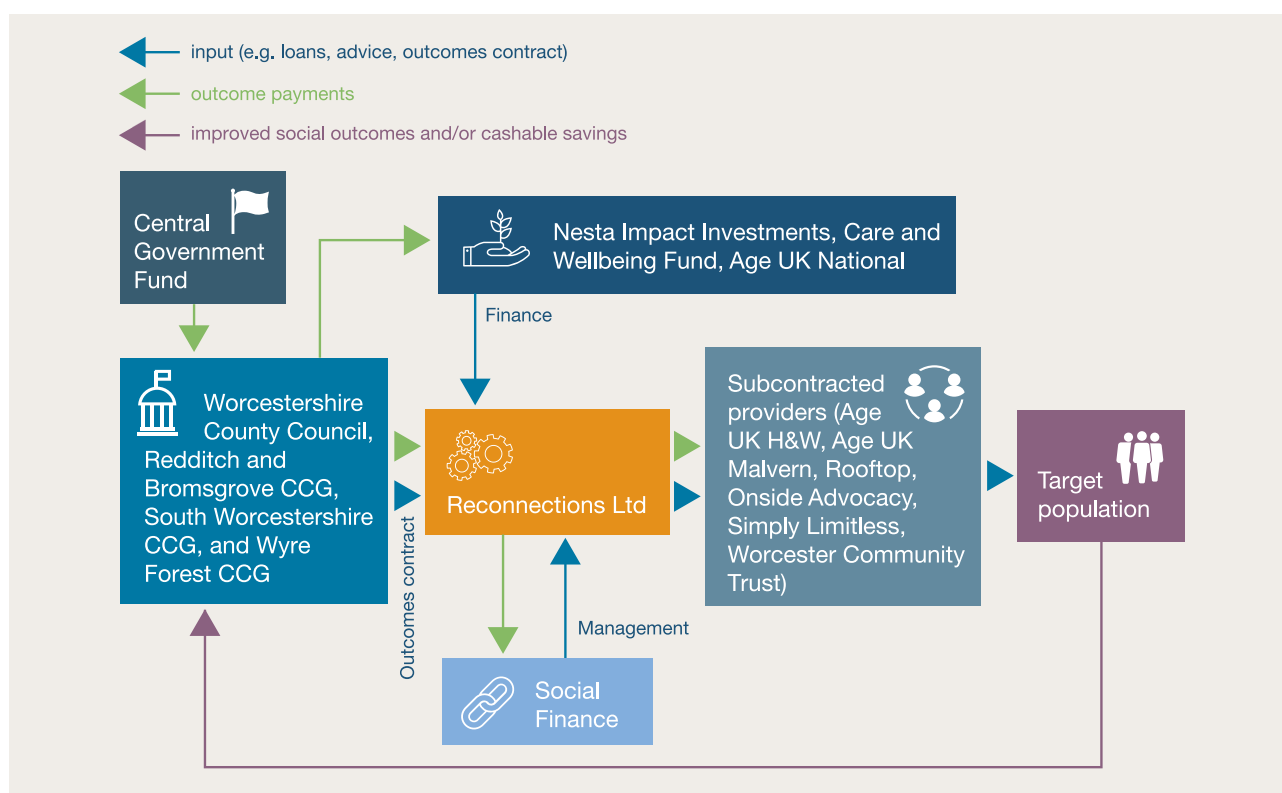 input (e.g. loans, advice, outcomes contract)
outcome payments
improved social outcomes and/or cashable savings
Central
Government
Fund
Nesta Impact Investments, Care and
Wellbeing Fund, Age UK National
Finance
Worcestershire
County Council,
Redditch and
Bromsgrove CCG,
South Worcestershire
CCG, and Wyre
Forest CCG
Outcomes contract
Reconnections Ltd
Subcontracted
providers (Age
UK H&W, Age UK
Malvern, Rooftop,
Onside Advocacy,
Simply Limitless,
Worcester Community
Trust)
Target
population
Management
Social
Finance